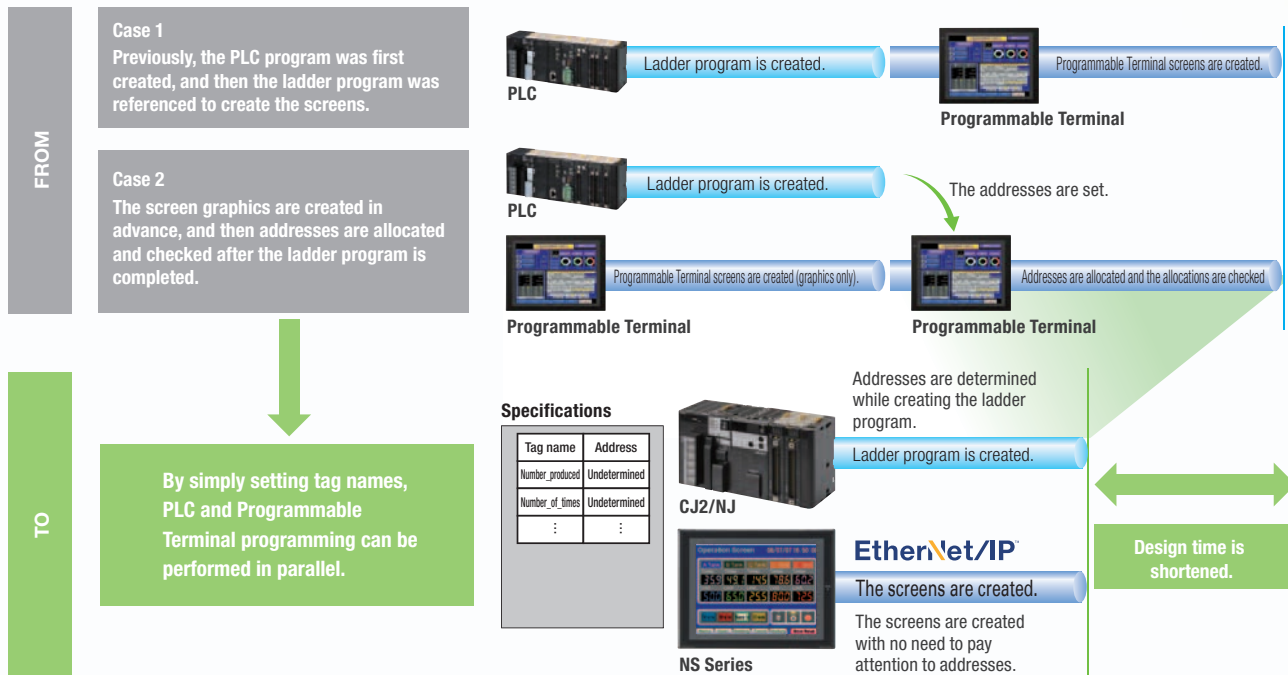 FROM
Case 1
Previously, the PLC program was first
created, and then the ladder program was
referenced to create the screens.
PLC
Ladder program is created.
Programmable Terminal screens are created.
Programmable Terminal
Case 2
The screen graphics are created in
advance, and then addresses are allocated
and checked after the ladder program is
completed.
PLC
Ladder program is created.
The addresses are set.
Programmable Terminal screens are created (graphics only).
Addresses are allocated and the allocations are checked
Programmable Terminal
Programmable Terminal
TO
By simply setting tag names,
PLC and Programmable
Terminal programming can be
performed in parallel.
Specifications
Tag name Address
Number_produced Undetermined
Number_of_times Undetermined
⋮ ⋮
Addresses are determined
while creating the ladder
program.
Ladder program is created.
CJ2/NJ
Operation Screen
EtherNet/IP™
The screens are created.
The screens are created
with no need to pay
attention to addresses.
NS Series
Design time is
shortened.